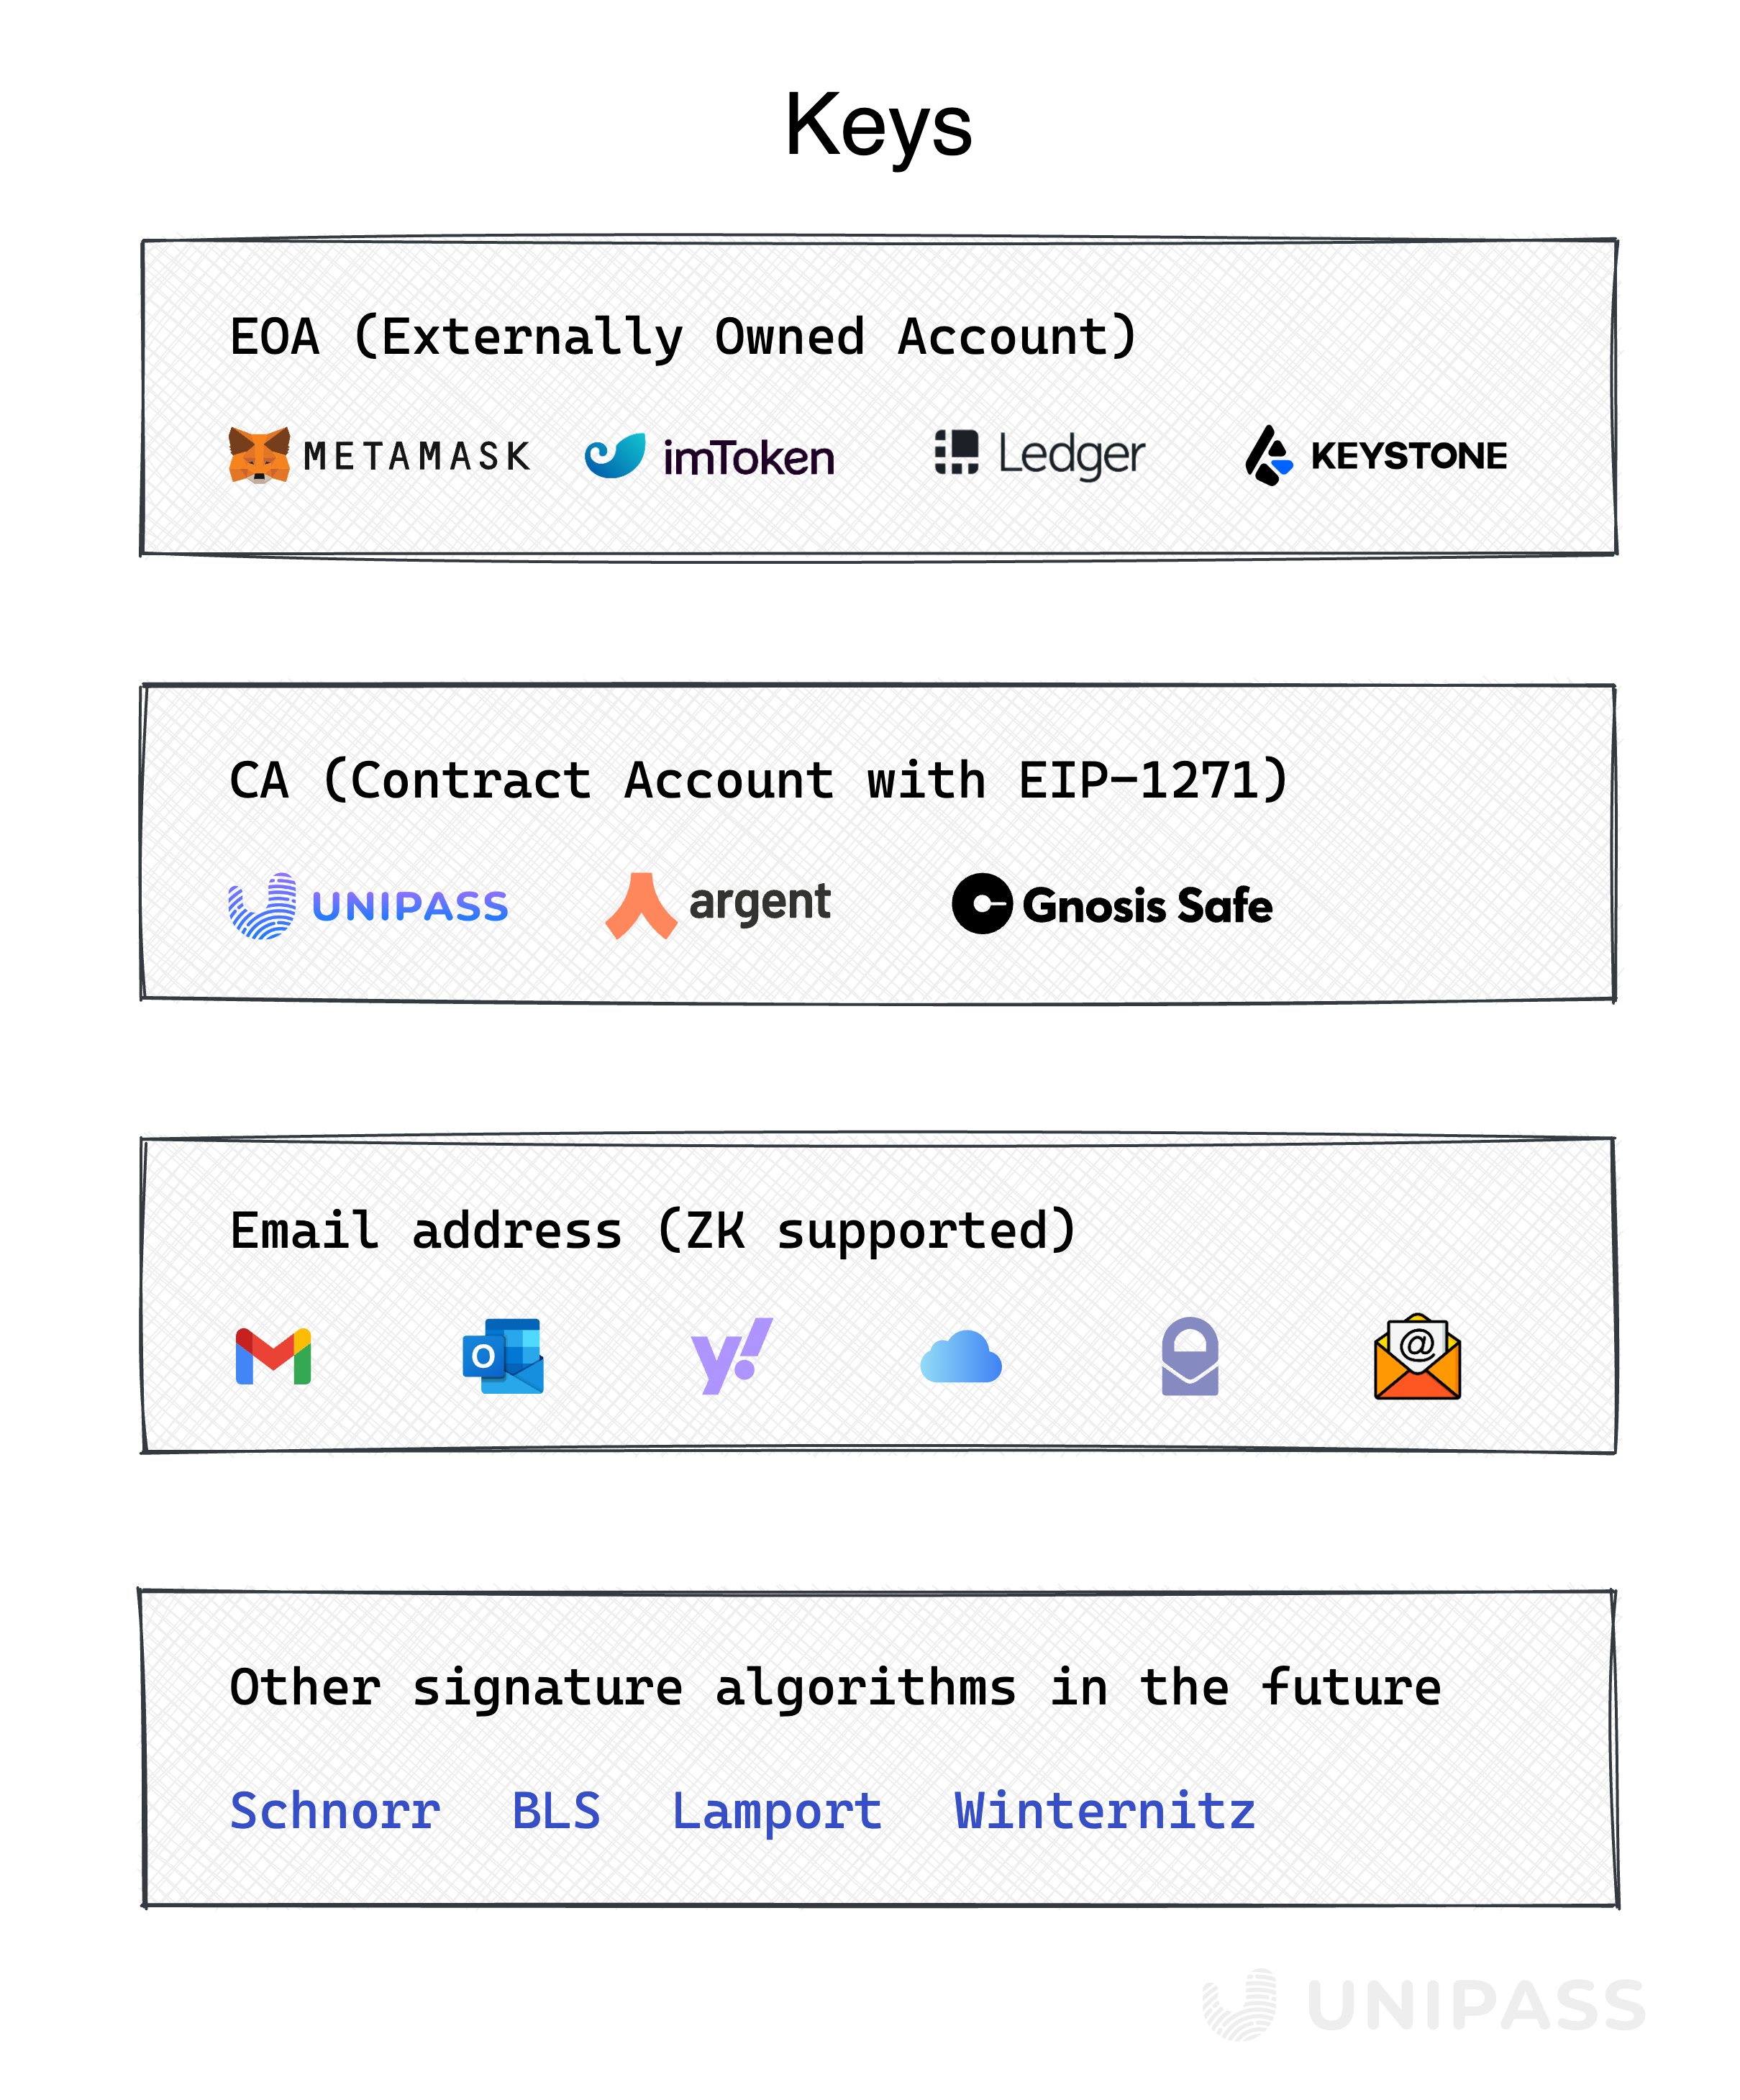 Keys
EOA (Externally Owned Account)
METAMASK imToken Ledger KEYSTONE
CA (Contract Account with EIP-1271)
UNIPASS argent Gnosis Safe
Email address (ZK supported)
O y! @
Other signature algorithms in the future
Schnorr BLS Lamport Winternitz
UNIPASS